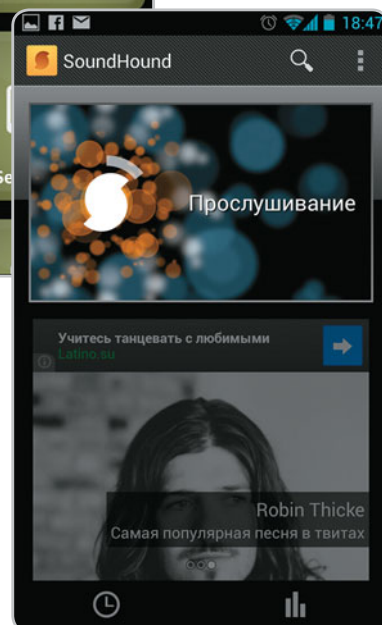 18:47
SoundHound
Прослушивание
Учитесь танцевать с любимыми
Latino.su
Robin Thicke
Самая популярная песня в твитах